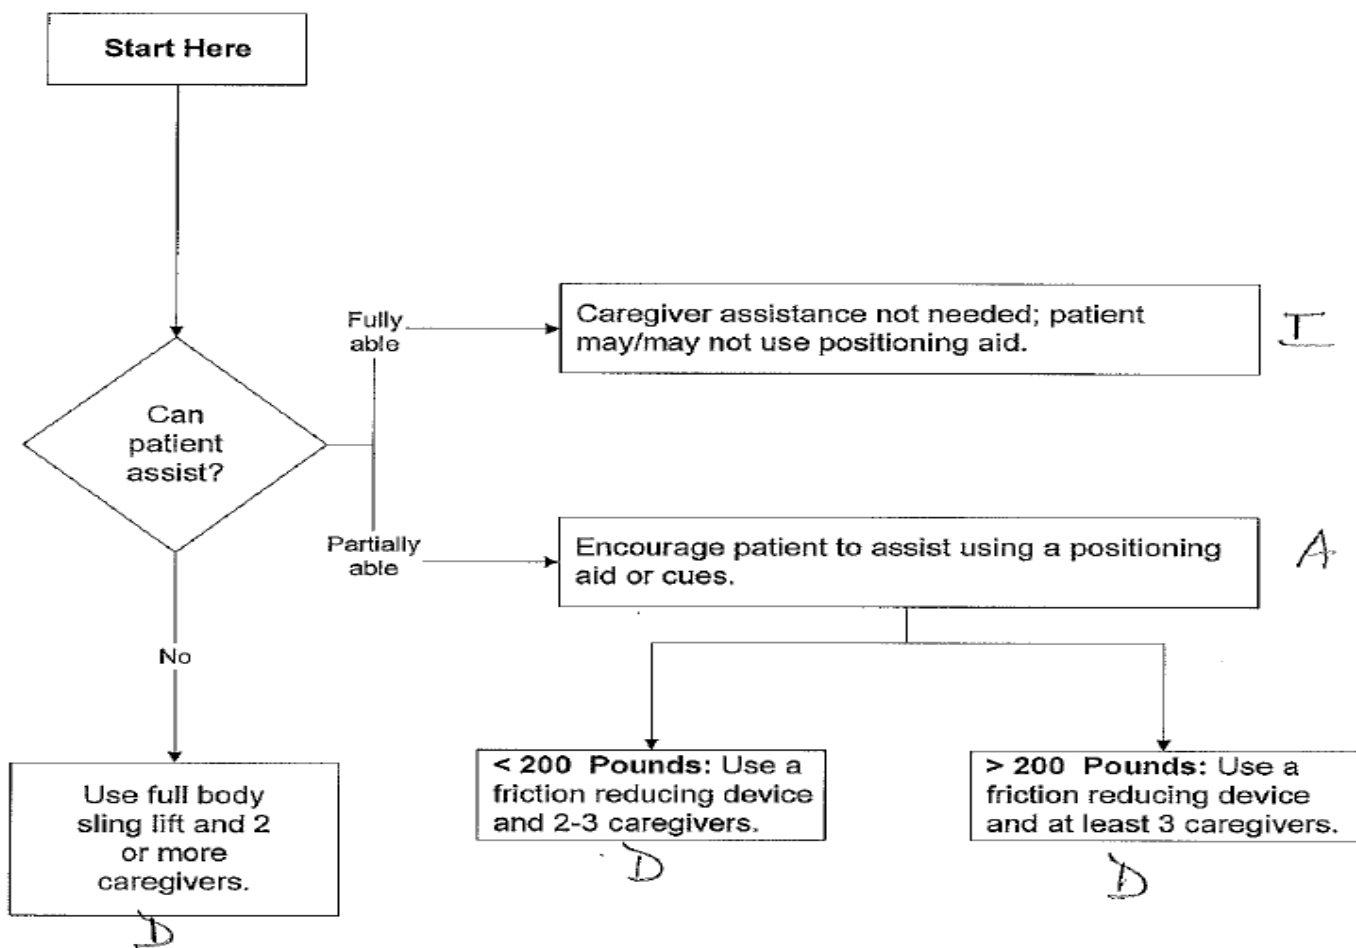 Start Here
Fully
able
Caregiver assistance not needed; patient
may/may not use positioning aid.
I
Can
patient
assist?
Partially
able
Encourage patient to assist using a positioning
aid or cues.
A
No
Use full body
sling lift and 2
or more
caregivers.
D
< 200 Pounds: Use a
friction reducing device
and 2-3 caregivers.
D
> 200 Pounds: Use a
friction reducing device
and at least 3 caregivers.
D